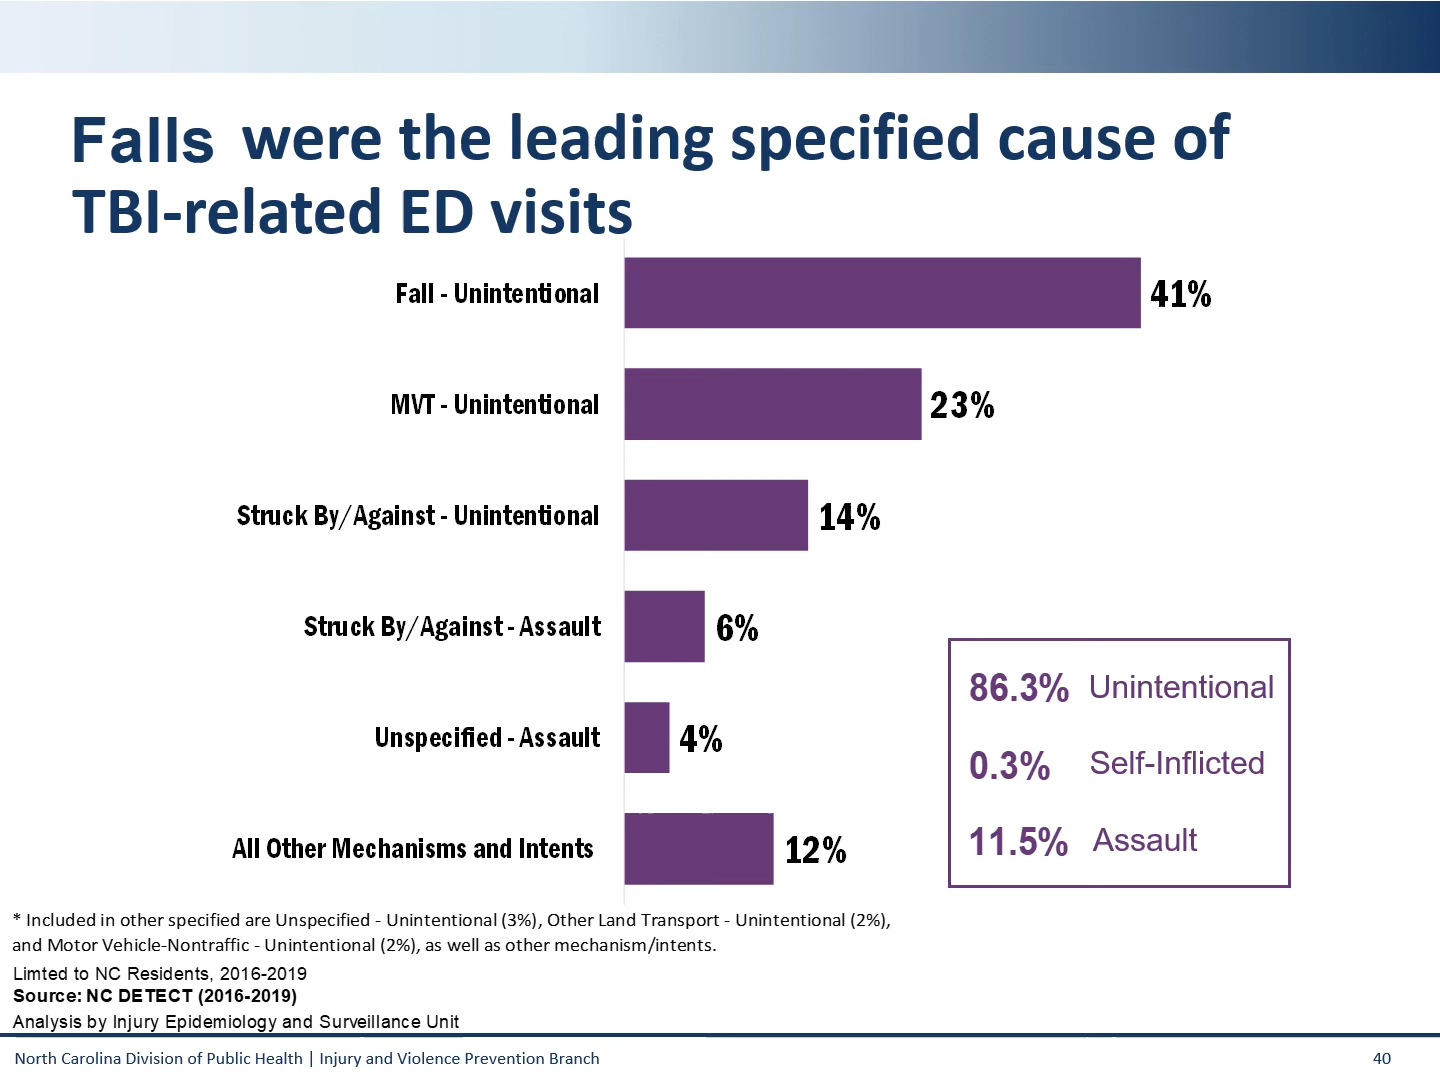 Falls were the leading specified cause of
TBI-related ED visits
Fall - Unintentional 41%
MVT - Unintentional 23%
Struck By/Against - Unintentional 14%
Struck By/Against - Assault 6%
Unspecified - Assault 4%
All Other Mechanisms and Intents 12%
86.3% Unintentional
0.3% Self-Inflicted
11.5% Assault
* Included in other specified are Unspecified - Unintentional (3%), Other Land Transport - Unintentional (2%),
and Motor Vehicle-Nontraffic - Unintentional (2%), as well as other mechanism/intents.
Limted to NC Residents, 2016-2019
Source: NC DETECT (2016-2019)
Analysis by Injury Epidemiology and Surveillance Unit
North Carolina Division of Public Health | Injury and Violence Prevention Branch 40